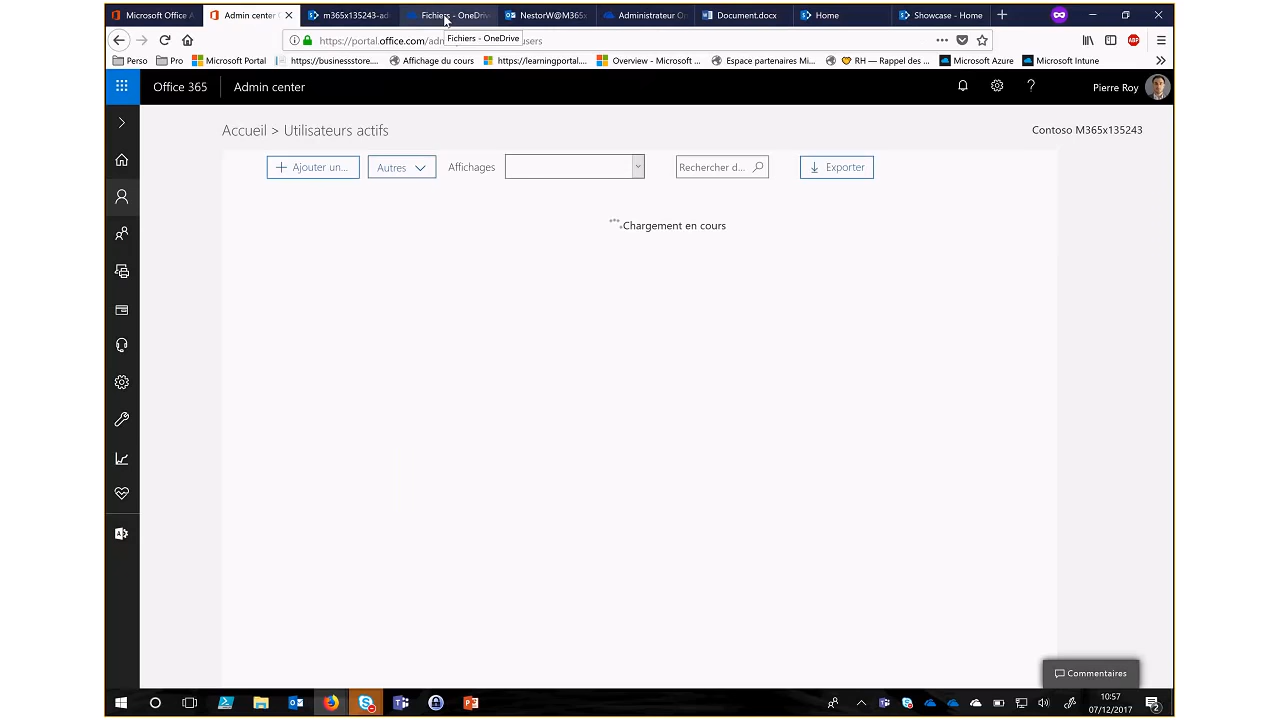 Microsoft Office A
Admin center
m365x135243-ad
Fichiers - OneDriv
NestorW@M365
Administrateur O
Document.docx
Home
Showcase - Home
https://portal.office.com/adm
users
Fichiers - OneDrive
Perso
Pro
Microsoft Portal
https://businessstore....
Affichage du cours
https://learningportal....
Overview - Microsoft ...
Espace partenaires Mi...
RH — Rappel des ...
Microsoft Azure
Microsoft Intune
Office 365
Admin center
Pierre Roy
Accueil > Utilisateurs actifs
Contoso M365x135243
Ajouter un...
Autres
Affichages
Rechercher d...
Exporter
Chargement en cours
Commentaires
10:57
07/12/2017
2